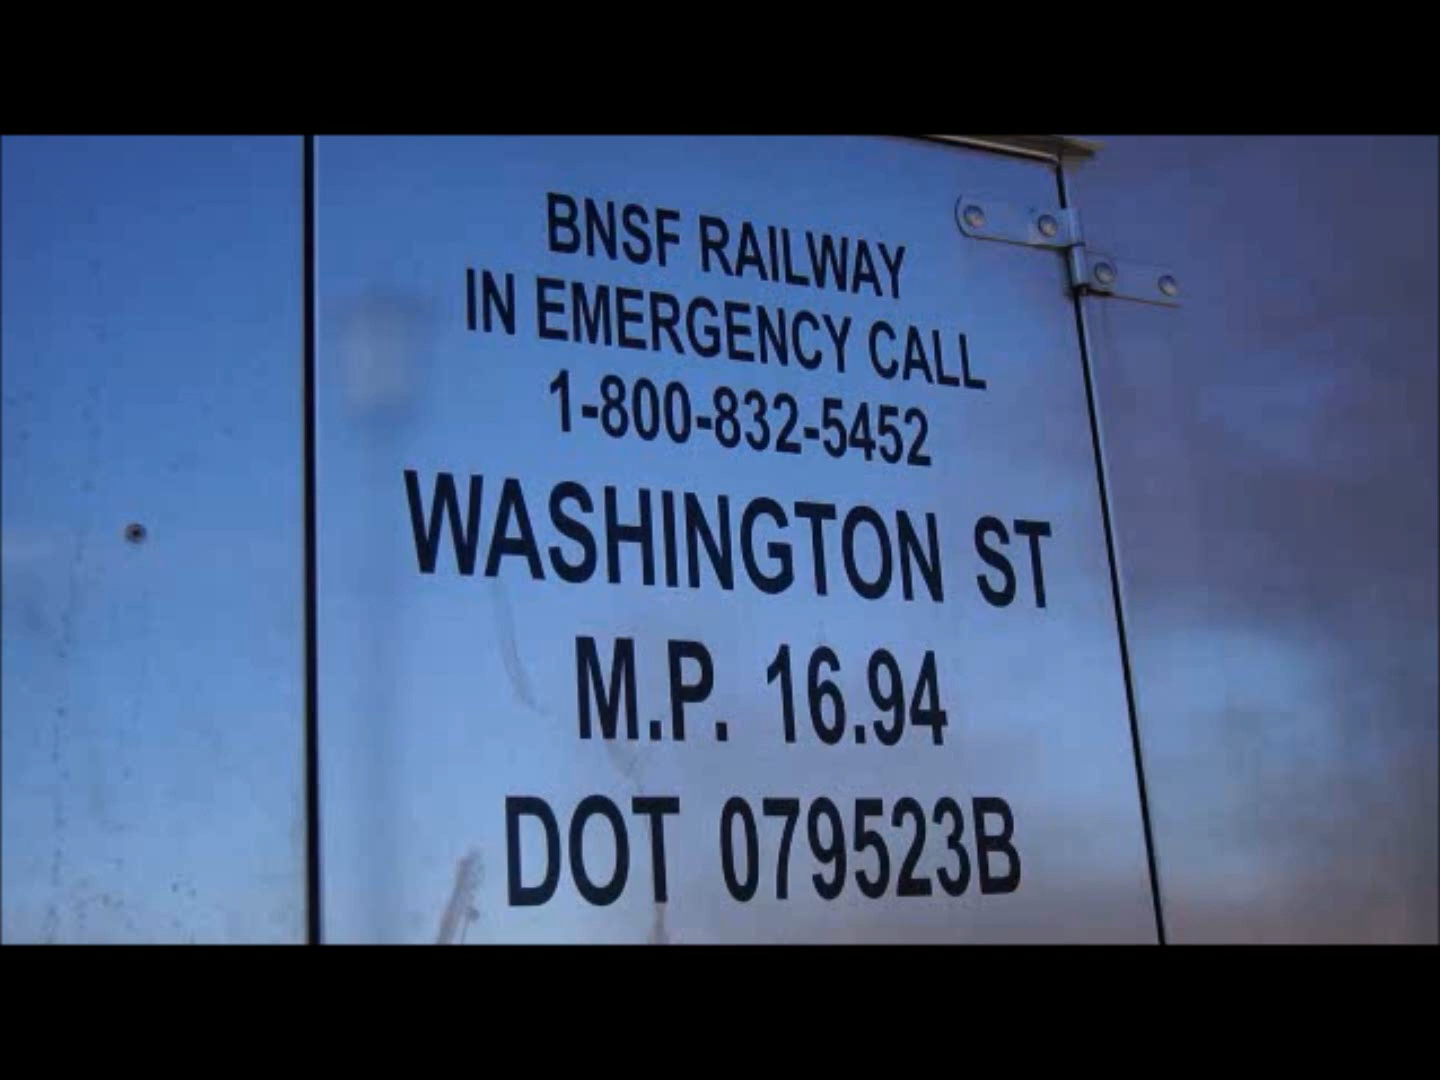 BNSF RAILWAY
IN EMERGENCY CALL
1-800-832-5452
WASHINGTON ST
M.P. 16.94
DOT 079523B